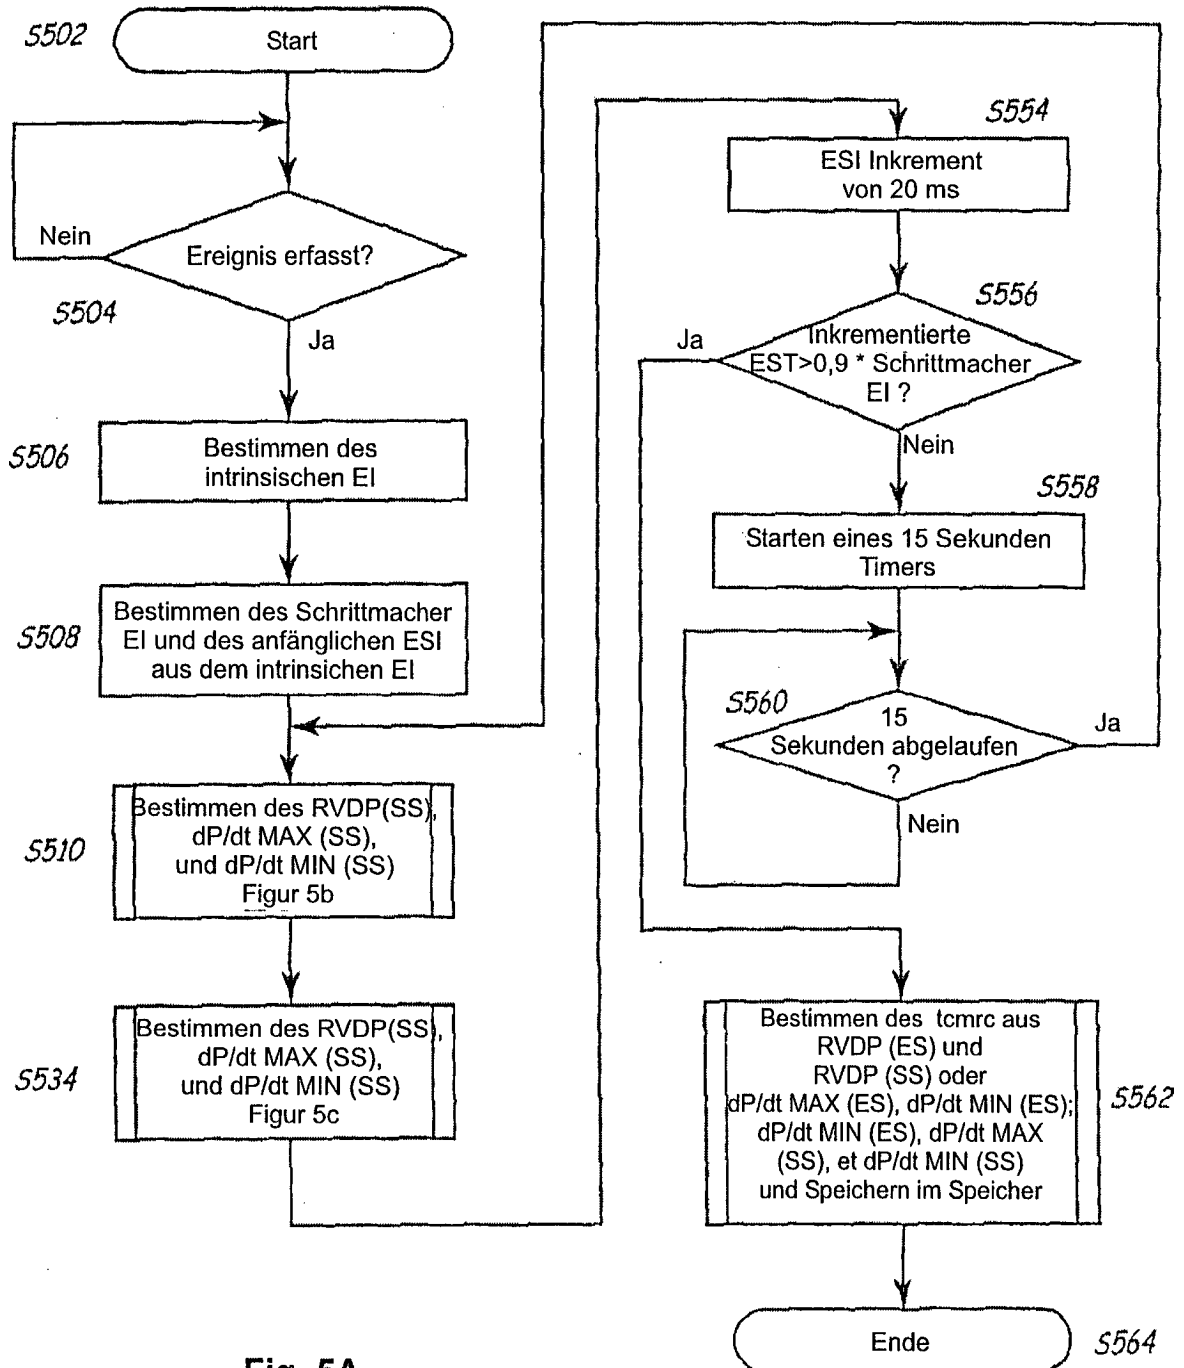 S502
Start
Nein
Ereignis erfasst?
S504
Ja
S506
Bestimmen des
intrinsischen EI
S508
Bestimmen des Schrittmacher
EI und des anfänglichen ESI
aus dem intrinsichen EI
S510
Bestimmen des RVDP(SS),
dP/dt MAX (SS),
und dP/dt MIN (SS)
Figur 5b
S534
Bestimmen des RVDP(SS),
dP/dt MAX (SS),
und dP/dt MIN (SS)
Figur 5c
S554
ESI Inkrement
von 20 ms
S556
Ja
Inkrementierte
EST>0,9 * Schrittmacher
EI ?
Nein
S558
Starten eines 15 Sekunden
Timers
S560
15
Sekunden abgelaufen
?
Ja
Nein
Bestimmen des tcmrc aus
RVDP (ES) und
RVDP (SS) oder
dP/dt MAX (ES), dP/dt MIN (ES);
dP/dt MIN (ES), dP/dt MAX
(SS), et dP/dt MIN (SS)
und Speichern im Speicher
S562
Ende
S564
Fig. 5A